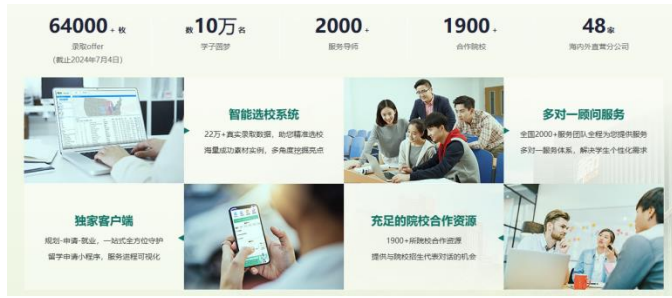 64000 + 枚
录取offer
(截止2024年7月4日)
数10万名
学子圆梦
2000 +
服务导师
1900 +
合作院校
48家
海内外直营分公司
智能选校系统
22万+真实录取数据，助您精准选校
海量成功素材实例，多角度挖掘亮点
多对一顾问服务
全国2000+服务团队全程为您提供服务
多对一服务体系，解决学生个性化需求
独家客户端
规划-申请-就业，一站式全方位守护
留学申请小程序，服务进程可视化
充足的院校合作资源
1900+所院校合作资源
提供与院校招生代表对话的机会